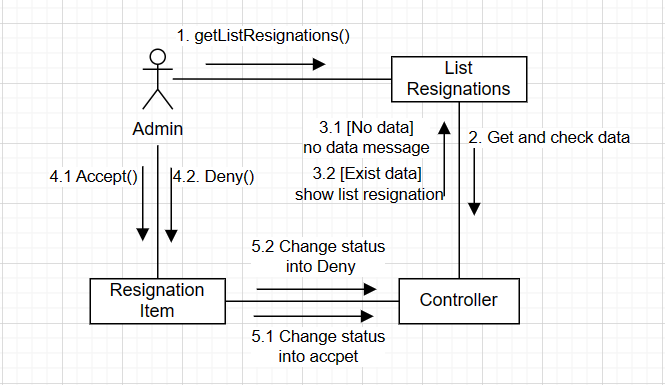 1. getListResignations()
List
Resignations
Admin
3.1 [No data]
no data message
2. Get and check data
3.2 [Exist data]
show list resignation
4.1 Accept()
4.2. Deny()
5.2 Change status
into Deny
Resignation
Item
Controller
5.1 Change status
into accpet